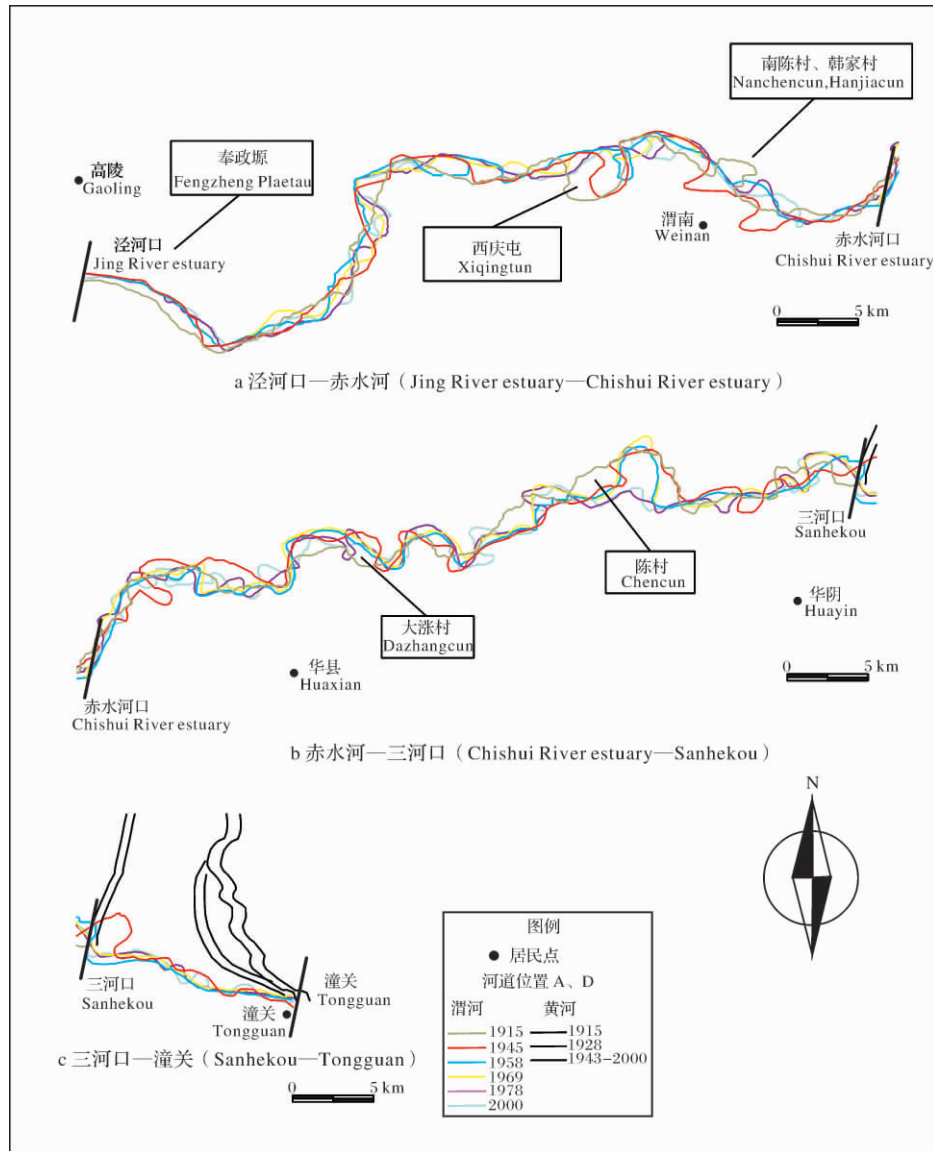 南陈村、韩家村
Nanchencun,Hanjiacun
高陵
Gaoling
奉政塬
Fengzheng Plaetau
泾河口
Jing River estuary
西庆屯
Xiqingtun
渭南
Weinan
赤水河口
Chishui River estuary
0 5 km
a 泾河口—赤水河（Jing River estuary—Chishui River estuary）
三河口
Sanhekou
陈村
Chencun
华阴
Huayin
大涨村
Dazhangcun
华县
Huaxian
0 5 km
赤水河口
Chishui River estuary
b 赤水河—三河口（Chishui River estuary—Sanhekou）
N
三河口
Sanhekou
潼关
Tongguan
潼关
Tongguan
c 三河口—潼关（Sanhekou—Tongguan）
0 5 km
图例
居民点
河道位置 A、D
渭河 黄河
1915 1915
1945 1928
1958 1943-2000
1969
1978
2000